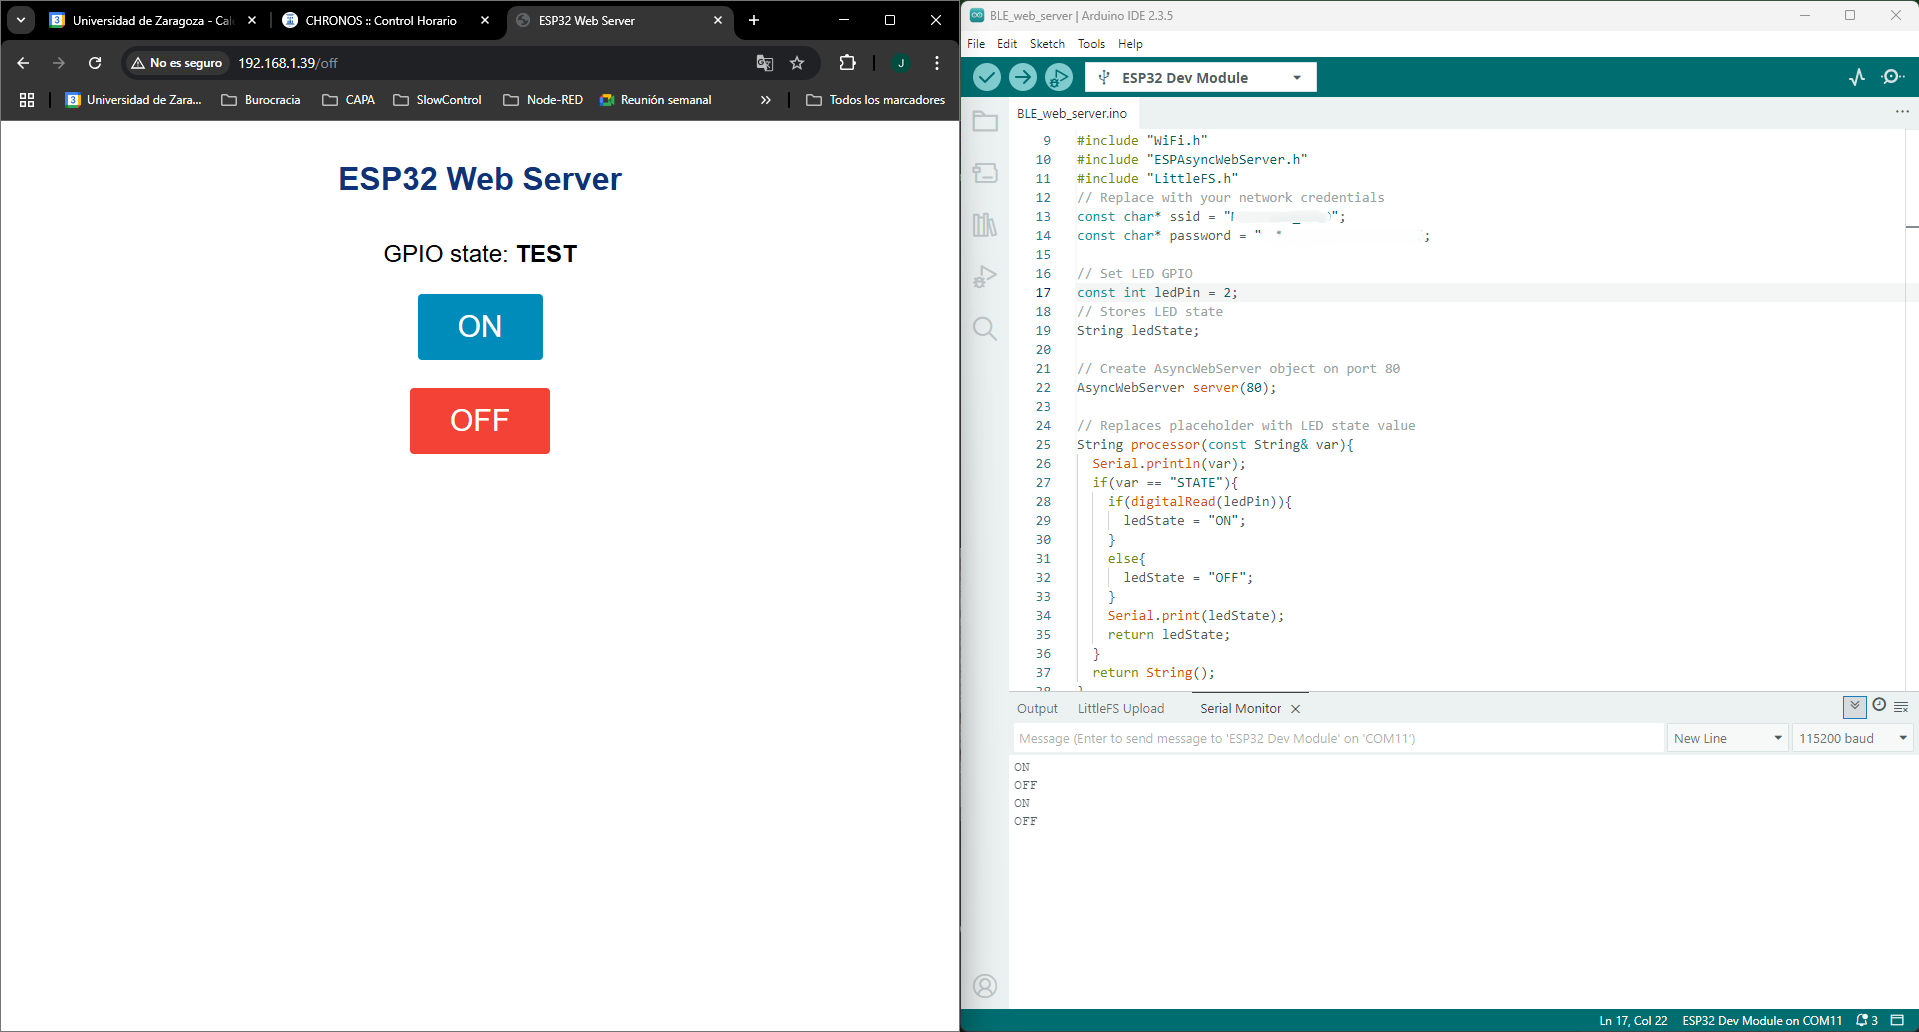 Universidad de Zaragoza - Cal
CHRONOS :: Control Horario
ESP32 Web Server
No es seguro
192.168.1.39/off
J
Universidad de Zara...
Burocracia
CAPA
SlowControl
Node-RED
Reunión semanal
Todos los marcadores
ESP32 Web Server
GPIO state: TEST
ON
OFF
BLE_web_server | Arduino IDE 2.3.5
File Edit Sketch Tools Help
ESP32 Dev Module
BLE_web_server.ino
9 #include "WiFi.h"
10 #include "ESPAsyncWebServer.h"
11 #include "LittleFS.h"
12 // Replace with your network credentials
13 const char* ssid = "";
14 const char* password = " * ;
15
16 // Set LED GPIO
17 const int ledPin = 2;
18 // Stores LED state
19 String ledState;
20
21 // Create AsyncWebServer object on port 80
22 AsyncWebServer server(80);
23
24 // Replaces placeholder with LED state value
25 String processor(const String& var){
26 Serial.println(var);
27 if(var == "STATE"){
28 if(digitalRead(ledPin)){
29 ledState = "ON";
30 }
31 else{
32 ledState = "OFF";
33 }
34 Serial.print(ledState);
35 return ledState;
36 }
37 return String();
38 }
Output LittleFS Upload Serial Monitor
Message (Enter to send message to 'ESP32 Dev Module' on 'COM11')
New Line
115200 baud
ON
OFF
ON
OFF
Ln 17, Col 22 ESP32 Dev Module on COM11 3